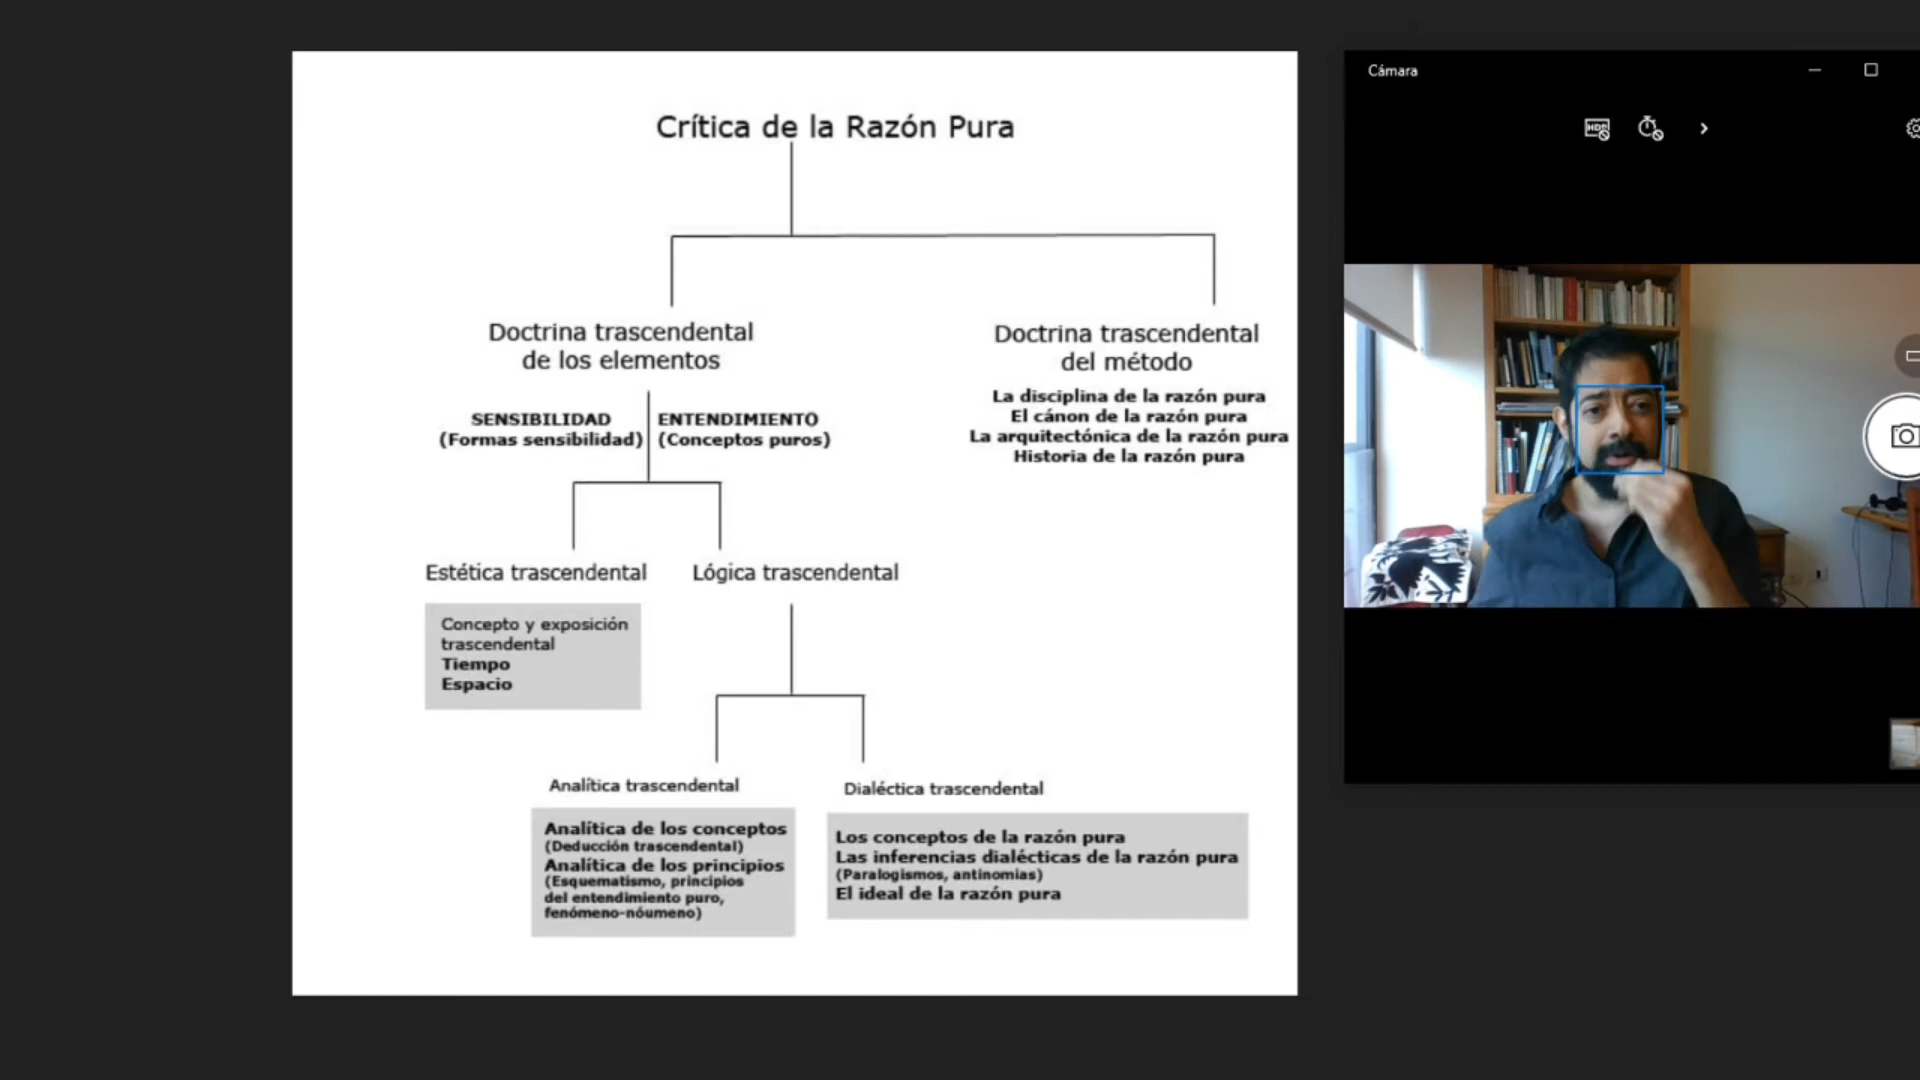 Crítica de la Razón Pura
Doctrina trascendental
de los elementos
SENSIBILIDAD
(Formas sensibilidad)
ENTENDIMIENTO
(Conceptos puros)
Doctrina trascendental
del método
La disciplina de la razón pura
El cánon de la razón pura
La arquitectónica de la razón pura
Historia de la razón pura
Estética trascendental
Concepto y exposición
trascendental
Tiempo
Espacio
Lógica trascendental
Analítica trascendental
Analítica de los conceptos
(Deducción trascendental)
Analítica de los principios
(Esquematismo, principios
del entendimiento puro,
fenómeno-nóumeno)
Dialéctica trascendental
Los conceptos de la razón pura
Las inferencias dialécticas de la razón pura
(Paralogismos, antinomias)
El ideal de la razón pura
Cámara
HDR